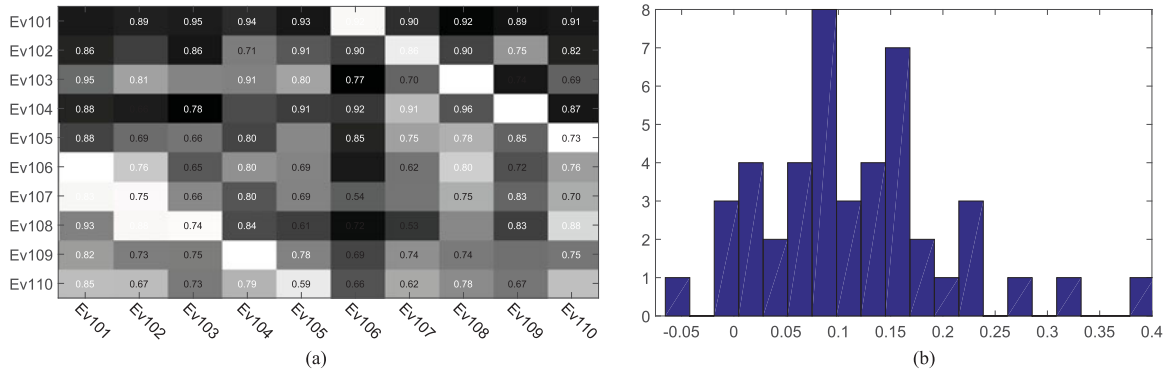 Ev101 0.89 0.95 0.94 0.93 0.90 0.92 0.89 0.91
Ev102 0.86 0.86 0.71 0.91 0.90 0.86 0.90 0.75 0.82
Ev103 0.95 0.81 0.91 0.80 0.77 0.70 0.69
Ev104 0.88 0.78 0.91 0.92 0.91 0.96 0.87
Ev105 0.88 0.69 0.66 0.80 0.85 0.75 0.78 0.85 0.73
Ev106 0.76 0.65 0.80 0.69 0.62 0.80 0.72 0.76
Ev107 0.75 0.66 0.80 0.69 0.54 0.75 0.83 0.70
Ev108 0.93 0.74 0.84 0.61 0.72 0.53 0.83 0.88
Ev109 0.82 0.73 0.75 0.78 0.69 0.74 0.74 0.75
Ev110 0.85 0.67 0.73 0.79 0.59 0.66 0.62 0.78 0.67
Ev101 Ev102 Ev103 Ev104 Ev105 Ev106 Ev107 Ev108 Ev109 Ev110
(a)
8
7
6
5
4
3
2
1
0
-0.05 0 0.05 0.1 0.15 0.2 0.25 0.3 0.35 0.4
(b)